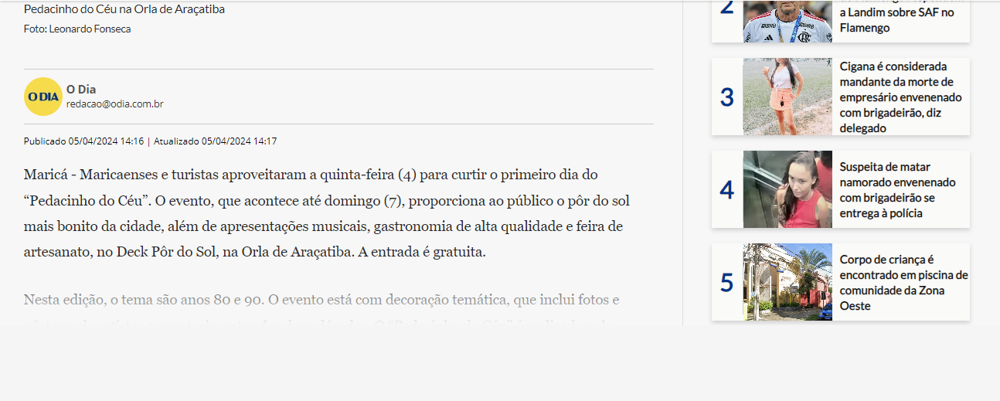 Pedacinho do Céu na Orla de Araçatiba
Foto: Leonardo Fonseca
O DIA
O Dia
redacao@odia.com.br
Publicado 05/04/2024 14:16 | Atualizado 05/04/2024 14:17
Maricá - Maricaenses e turistas aproveitaram a quinta-feira (4) para curtir o primeiro dia do
“Pedacinho do Céu”. O evento, que acontece até domingo (7), proporciona ao público o pôr do sol
mais bonito da cidade, além de apresentações musicais, gastronomia de alta qualidade e feira de
artesanato, no Deck Pôr do Sol, na Orla de Araçatiba. A entrada é gratuita.
Nesta edição, o tema são anos 80 e 90. O evento está com decoração temática, que inclui fotos e
2
a Landim sobre SAF no
Flamengo
3
Cigana é considerada
mandante da morte de
empresário envenenado
com brigadeirão, diz
delegado
4
Suspeita de matar
namorado envenenado
com brigadeirão se
entrega à polícia
5
Corpo de criança é
encontrado em piscina de
comunidade da Zona
Oeste